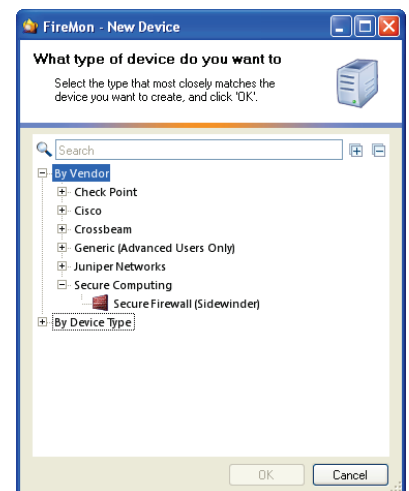 FireMon - New Device
What type of device do you want to
Select the type that most closely matches the
device you want to create, and click 'OK'.
Search
By Vendor
Check Point
Cisco
Crossbeam
Generic (Advanced Users Only)
Juniper Networks
Secure Computing
Secure Firewall (Sidewinder)
By Device Type
OK
Cancel